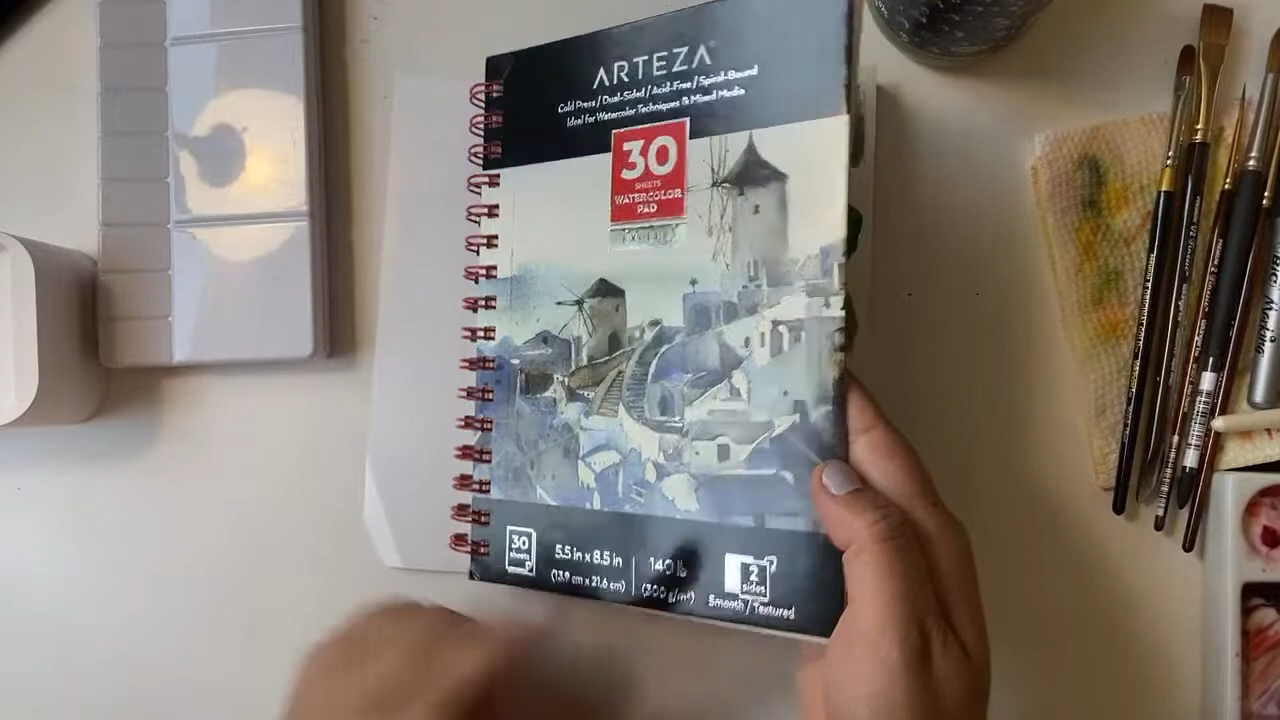 ARTEZA
Cold Press / Dual-Sided / Acid-Free / Spiral-Bound
Ideal for Watercolor Techniques & Mixed Media
30
SHEETS
WATERCOLOR
PAD
30
sheets
5.5 in x 8.5 in
(13.9 cm x 21.6 cm)
140 lb
(300 g/m²)
2
sides
Smooth / Textured